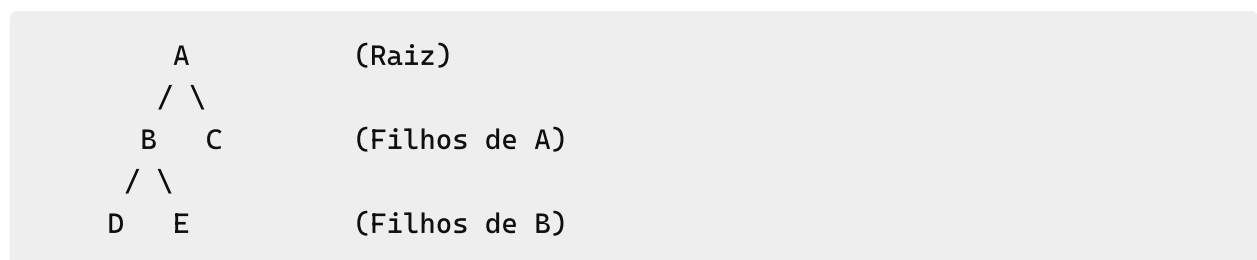 A (Raiz)
/ \
B C (Filhos de A)
/ \
D E (Filhos de B)